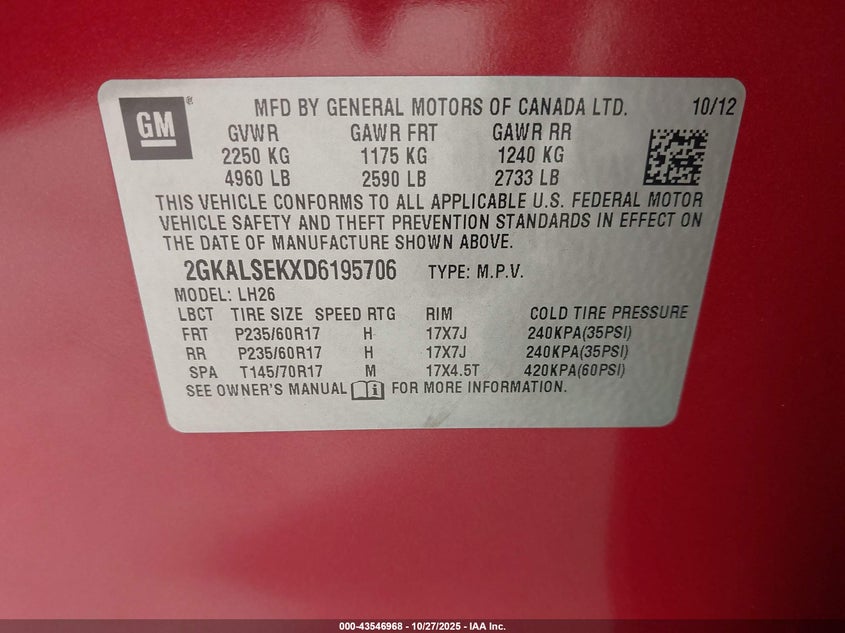 GM ® MFD BY GENERAL MOTORS OF CANADA LTD. 10/12
GVWR GAWR FRT GAWR RR
2250 KG 1175 KG 1240 KG
4960 LB 2590 LB 2733 LB
THIS VEHICLE CONFORMS TO ALL APPLICABLE U.S. FEDERAL MOTOR
VEHICLE SAFETY AND THEFT PREVENTION STANDARDS IN EFFECT ON
THE DATE OF MANUFACTURE SHOWN ABOVE.
2GKALSEKXD6195706 TYPE: M.P.V.
MODEL: LH26
LBCT TIRE SIZE SPEED RTG RIM COLD TIRE PRESSURE
FRT P235/60R17 H 17X7J 240KPA(35PSI)
RR P235/60R17 H 17X7J 240KPA(35PSI)
SPA T145/70R17 M 17X4.5T 420KPA(60PSI)
SEE OWNER'S MANUAL i FOR MORE INFORMATION.
000-43546968 - 10/27/2025 - IAA Inc.